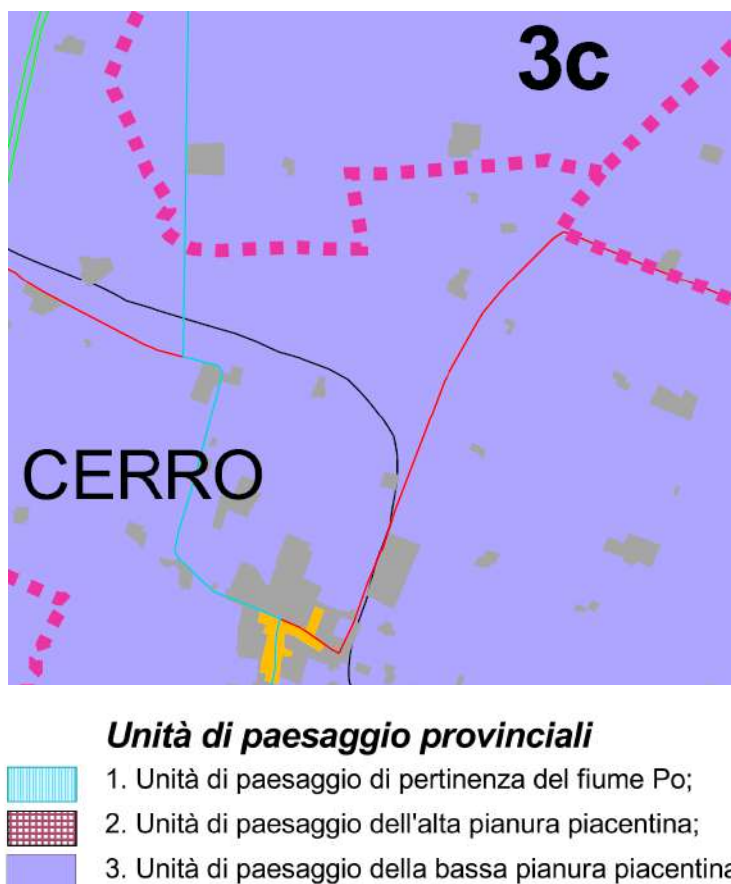 3c
CERRO
Unità di paesaggio provinciali
1. Unità di paesaggio di pertinenza del fiume Po;
2. Unità di paesaggio dell'alta pianura piacentina;
3. Unità di paesaggio della bassa pianura piacentina